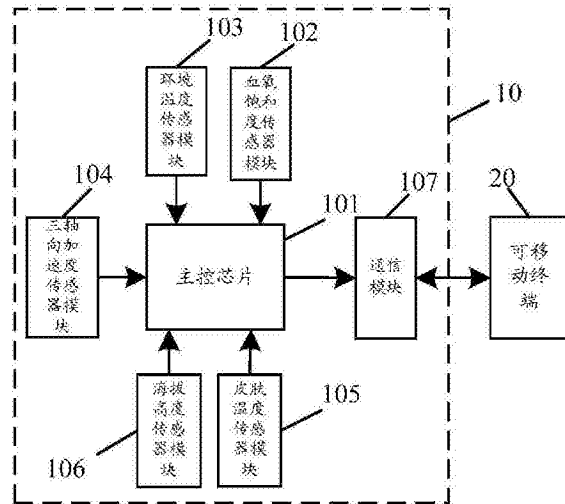 103
102
环境
温度
传感
器模
块
血氧
饱和
度传
感器
模块
10
104
101
107
20
三轴
向加
速度
传感
器模
块
主控芯片
通信
模块
可移
动终
端
海拔
高度
传感
器模
块
皮肤
温度
传感
器模
块
106
105